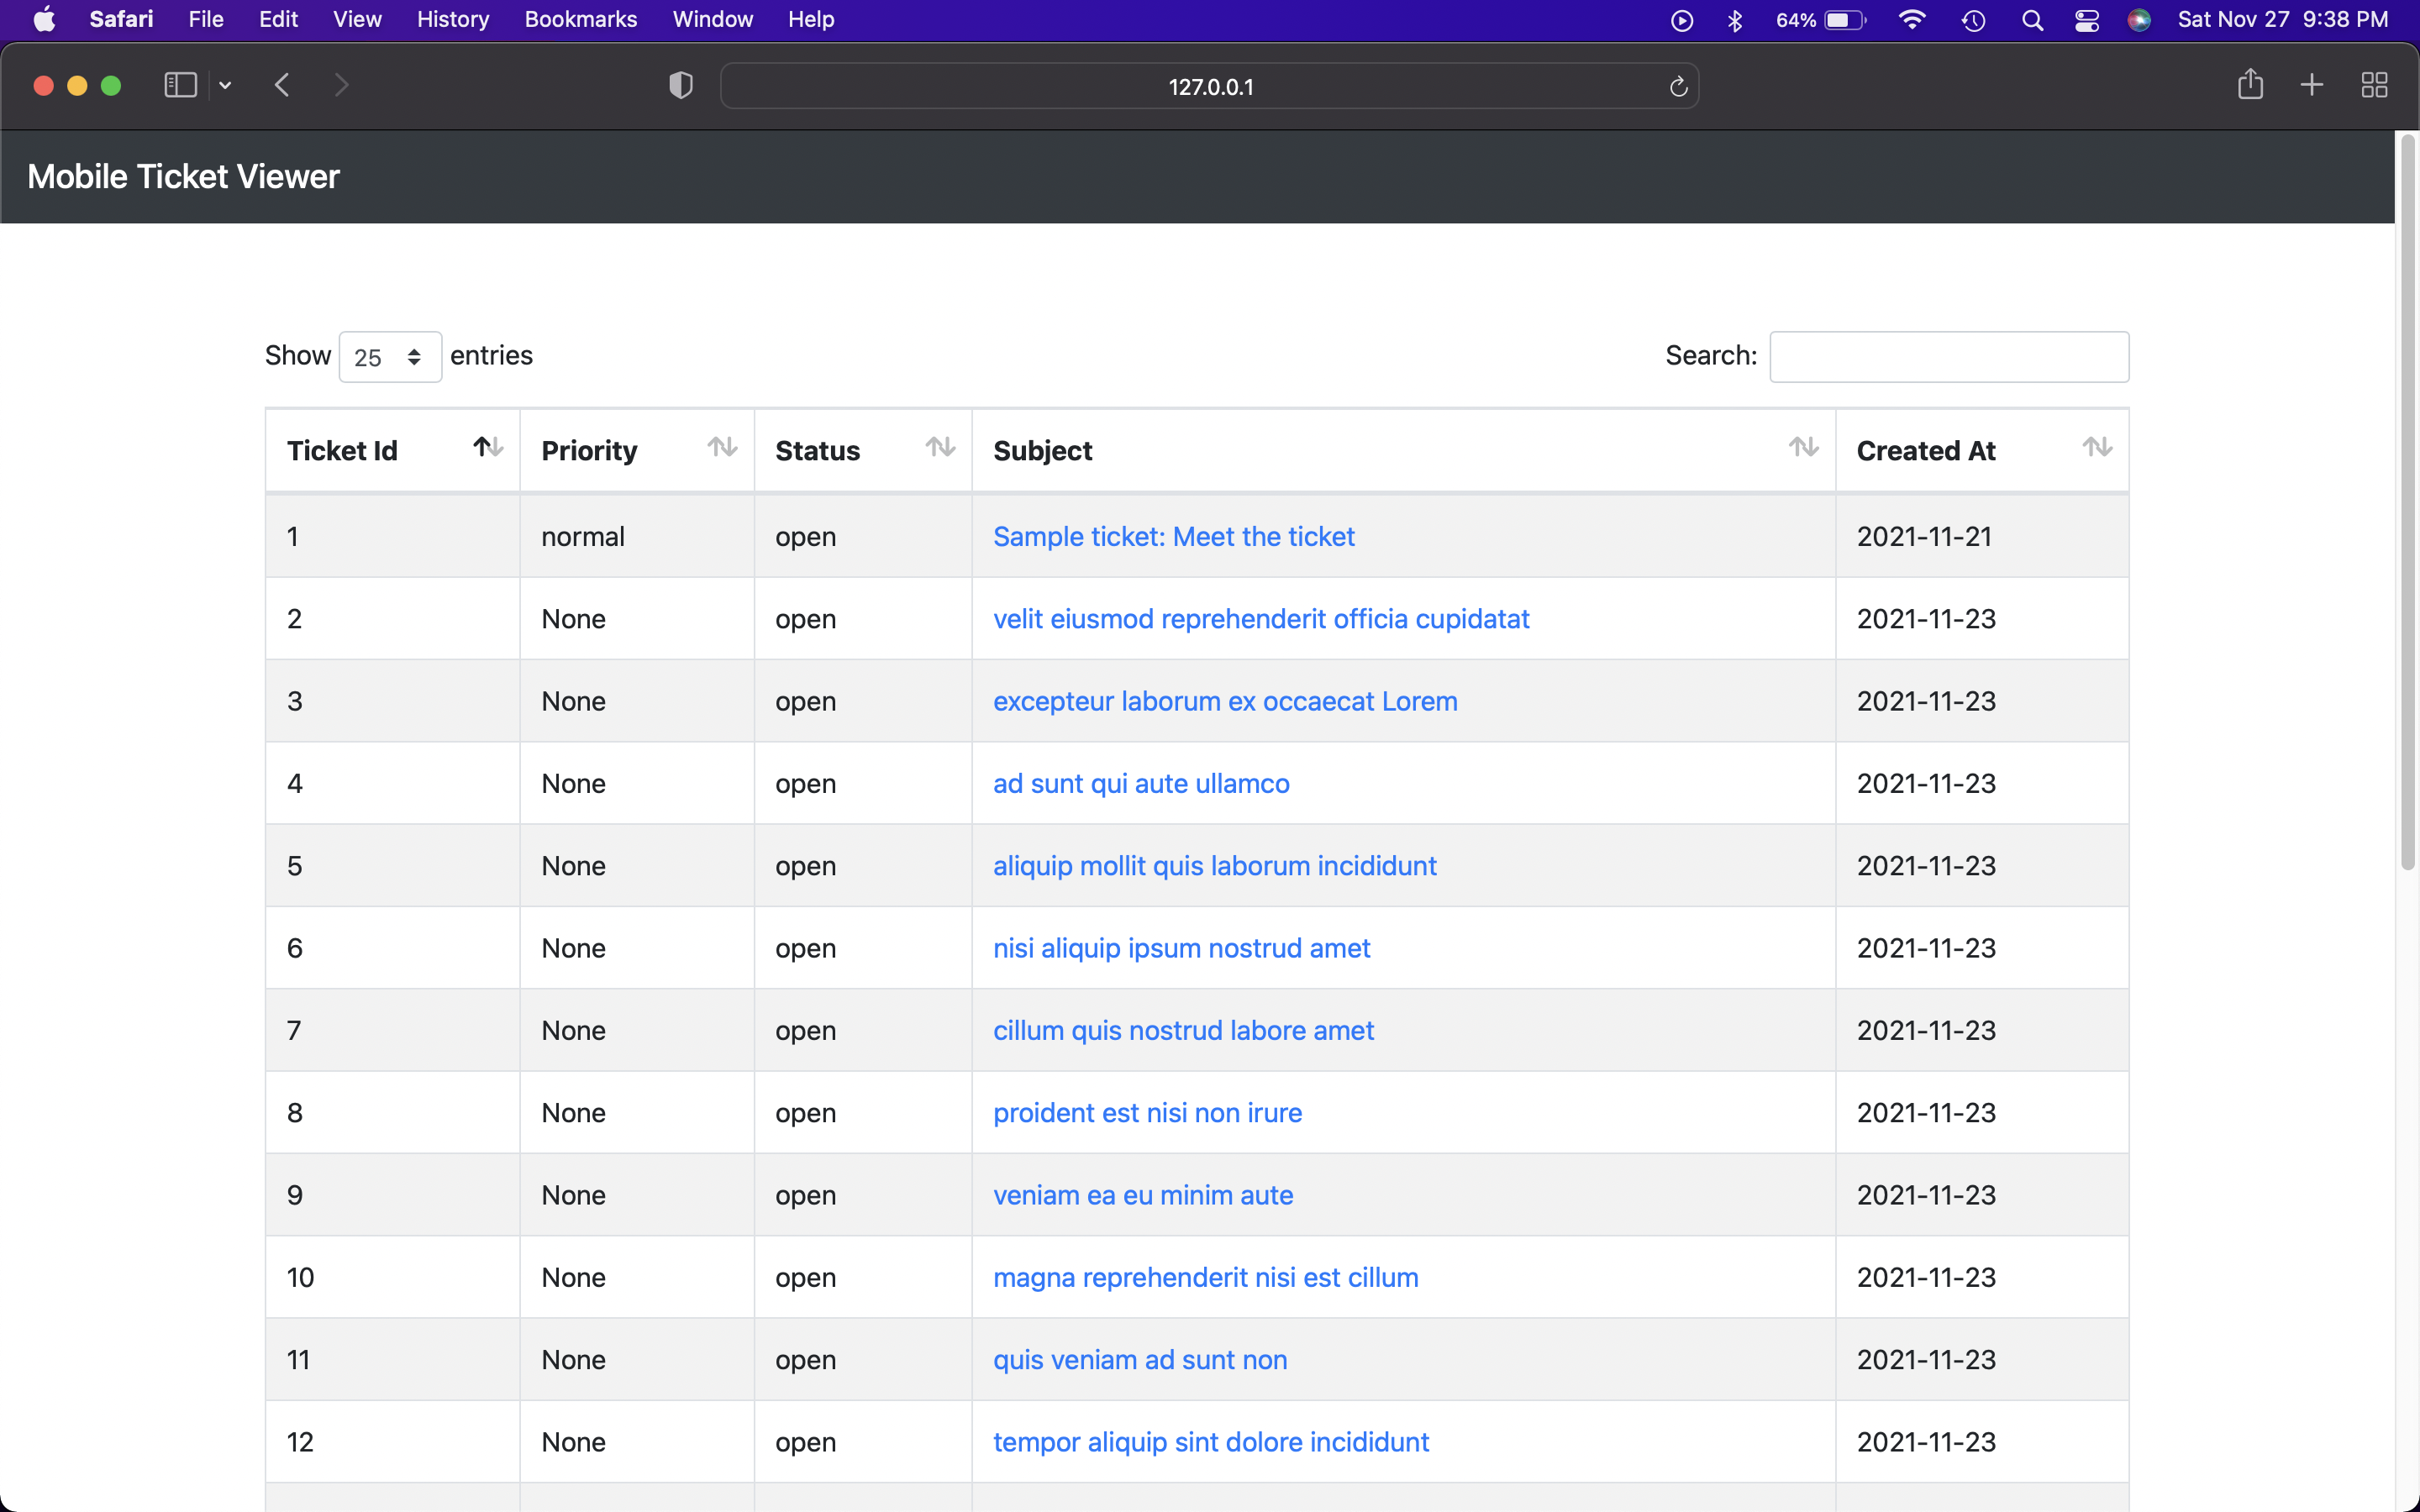 Safari File Edit View History Bookmarks Window Help 64% Sat Nov 27 9:38 PM
127.0.0.1
Mobile Ticket Viewer
Show 25 entries Search:
Ticket Id Priority Status Subject Created At
1 normal open Sample ticket: Meet the ticket 2021-11-21
2 None open velit eiusmod reprehenderit officia cupidatat 2021-11-23
3 None open excepteur laborum ex occaecat Lorem 2021-11-23
4 None open ad sunt qui aute ullamco 2021-11-23
5 None open aliquip mollit quis laborum incididunt 2021-11-23
6 None open nisi aliquip ipsum nostrud amet 2021-11-23
7 None open cillum quis nostrud labore amet 2021-11-23
8 None open proident est nisi non irure 2021-11-23
9 None open veniam ea eu minim aute 2021-11-23
10 None open magna reprehenderit nisi est cillum 2021-11-23
11 None open quis veniam ad sunt non 2021-11-23
12 None open tempor aliquip sint dolore incididunt 2021-11-23